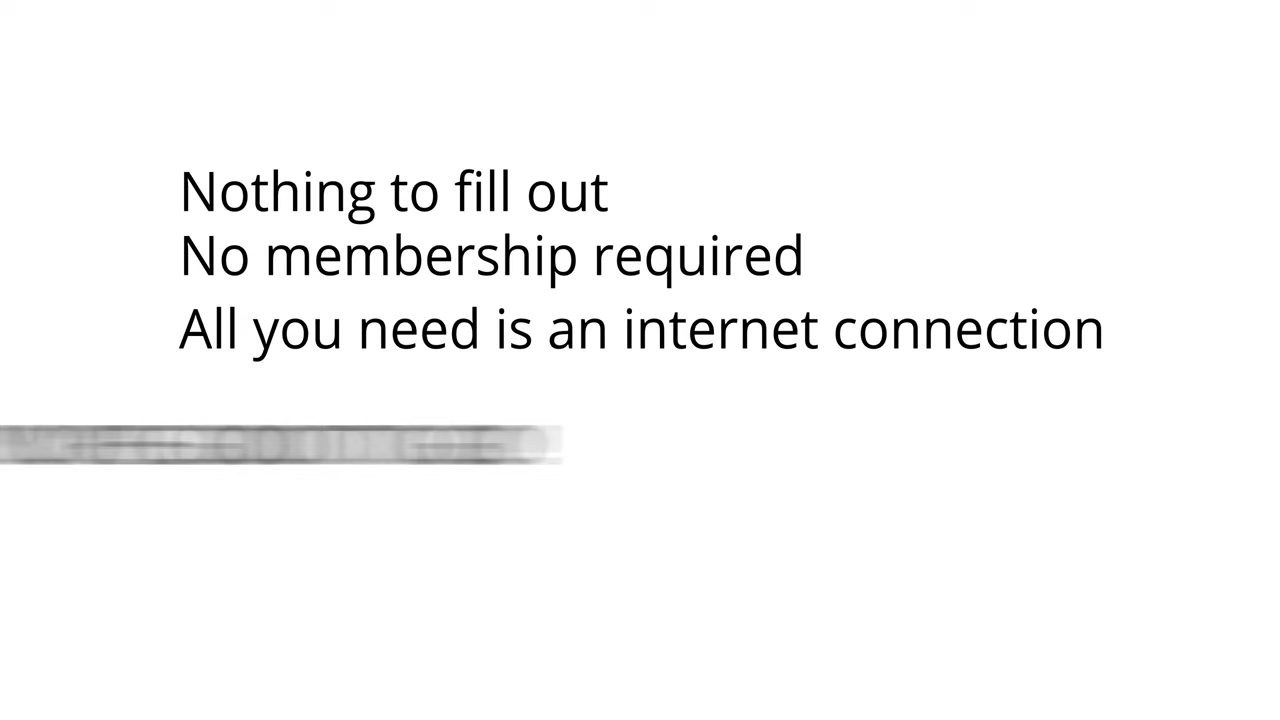 Nothing to fill out
No membership required
All you need is an internet connection